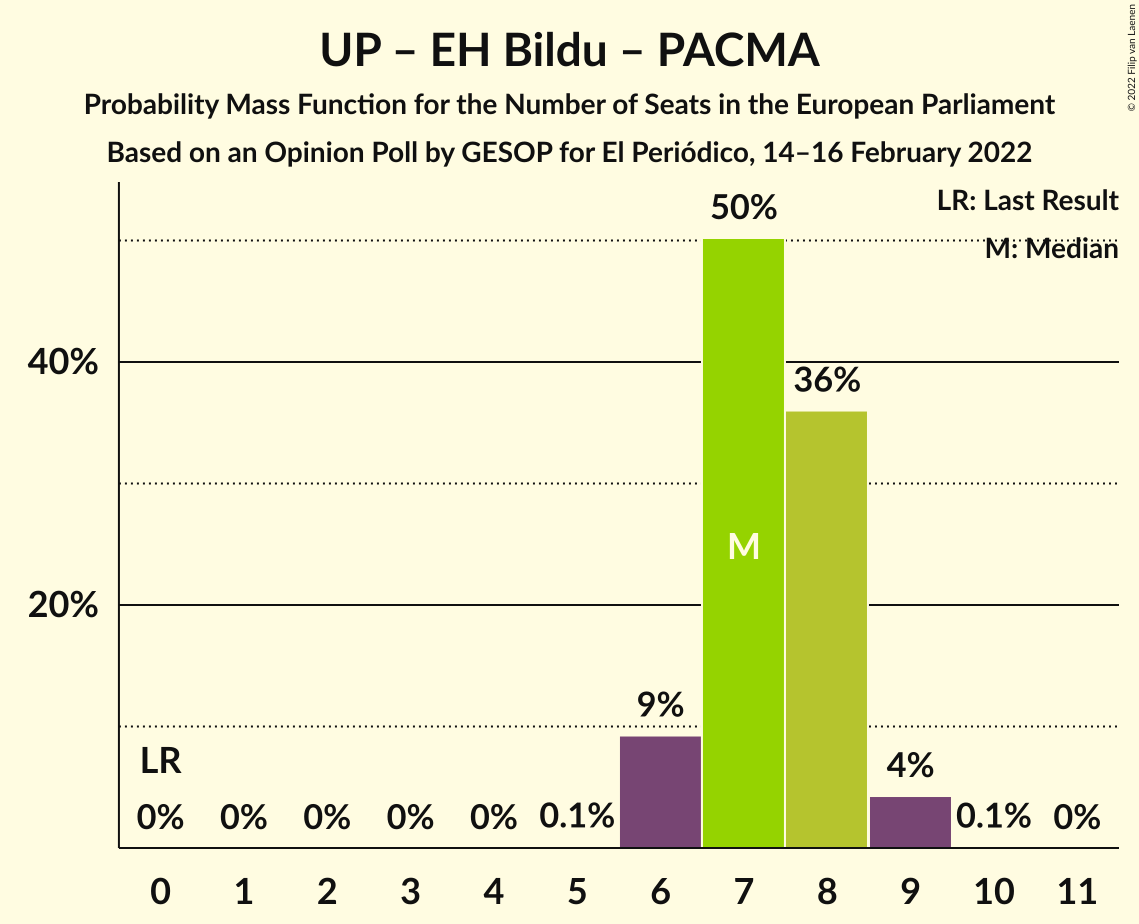 UP – EH Bildu – PACMA
Probability Mass Function for the Number of Seats in the European Parliament
Based on an Opinion Poll by GESOP for El Periódico, 14–16 February 2022
© 2022 Filip van Laenen
LR: Last Result
M: Median
50%
40%
36%
M
20%
9%
LR
4%
0% 0% 0% 0% 0% 0.1% 0.1% 0%
0 1 2 3 4 5 6 7 8 9 10 11